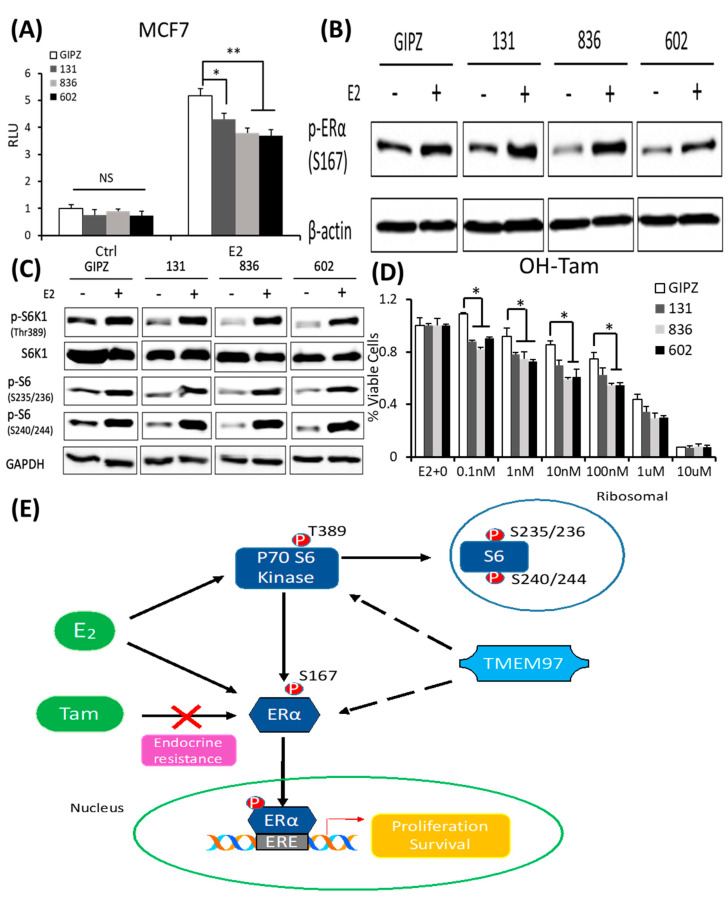 (A)
MCF7
GIPZ
131
836
602
**
*
NS
RLU
6
5
4
3
2
1
0
Ctrl
E2
(B)
GIPZ 131 836 602
E2 - + - + - + - +
p-ERα
(S167)
β-actin
(C)
GIPZ 131 836 602
E2 - + - + - + - +
p-S6K1
(Thr389)
S6K1
p-S6
(S235/236)
p-S6
(S240/244)
GAPDH
(D)
OH-Tam
GIPZ
131
836
602
* * * *
% Viable Cells
1.2
0.8
0.4
0
E2+0 0.1nM 1nM 10nM 100nM 1uM 10uM
(E)
Ribosomal
P T389
P70 S6
Kinase
P S235/236
S6
P S240/244
E2
TMEM97
P S167
Tam
ERα
Endocrine
resistance
Nucleus
P
ERα
ERE
Proliferation
Survival